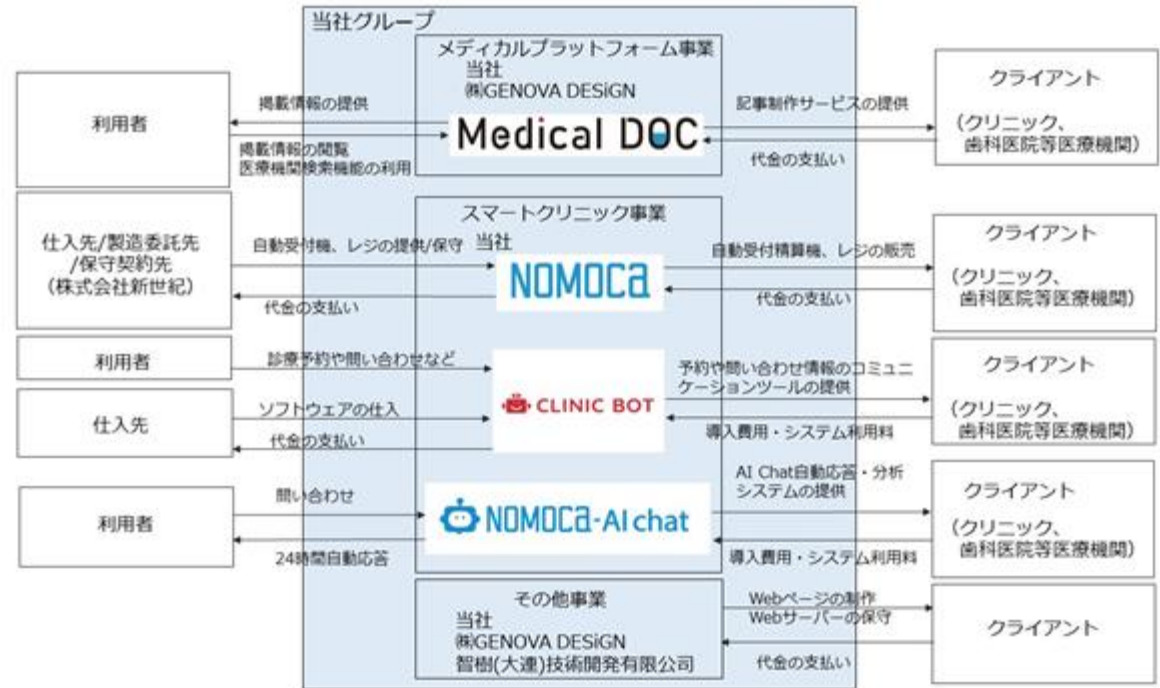 当社グループ
メディカルプラットフォーム事業
当社
㈱GENOVA DESiGN
Medical DOC
利用者
掲載情報の提供
掲載情報の閲覧
医療機関検索機能の利用
記事制作サービスの提供
代金の支払い
クライアント
(クリニック、
歯科医院等医療機関)
スマートクリニック事業
当社
NOMOCa
仕入先/製造委託先
/保守契約先
(株式会社新世紀)
自動受付機、レジの提供/保守
代金の支払い
自動受付精算機、レジの販売
代金の支払い
クライアント
(クリニック、
歯科医院等医療機関)
利用者
診療予約や問い合わせなど
仕入先
ソフトウェアの仕入
代金の支払い
CLINIC BOT
予約や問い合わせ情報のコミュニ
ケーションツールの提供
導入費用・システム利用料
クライアント
(クリニック、
歯科医院等医療機関)
利用者
問い合わせ
24時間自動応答
NOMOCa-AI chat
AI Chat自動応答・分析
システムの提供
導入費用・システム利用料
クライアント
(クリニック、
歯科医院等医療機関)
その他事業
当社
㈱GENOVA DESiGN
智樹(大連)技術開発有限公司
Webページの制作
Webサーバーの保守
代金の支払い
クライアント